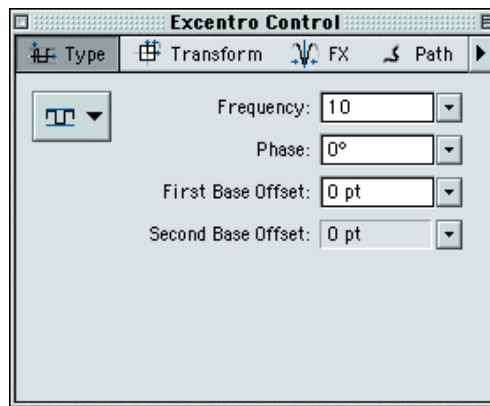 Excentro Control
Type Transform FX Path
Frequency: 10
Phase: 0°
First Base Offset: 0 pt
Second Base Offset: 0 pt